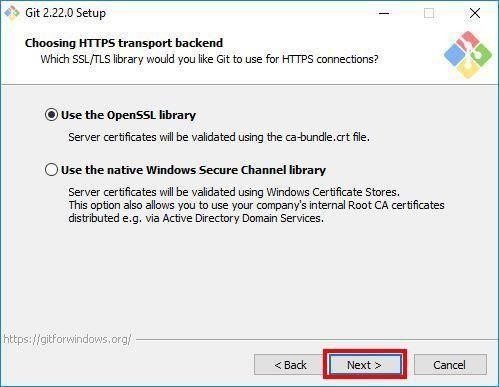 Git 2.22.0 Setup
Choosing HTTPS transport backend
Which SSL/TLS library would you like Git to use for HTTPS connections?
Use the OpenSSL library
Server certificates will be validated using the ca-bundle.crt file.
Use the native Windows Secure Channel library
Server certificates will be validated using Windows Certificate Stores.
This option also allows you to use your company's internal Root CA certificates
distributed e.g. via Active Directory Domain Services.
https://gitforwindows.org/
< Back Next > Cancel